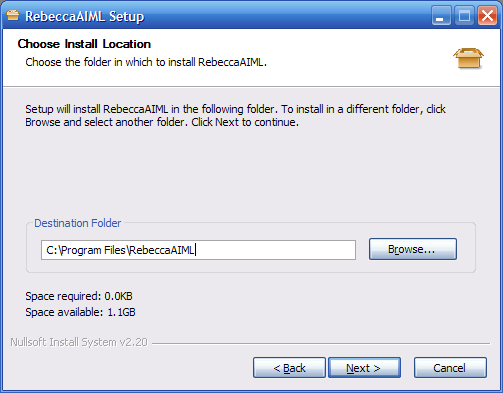 RebeccaAIML Setup
Choose Install Location
Choose the folder in which to install RebeccaAIML.
Setup will install RebeccaAIML in the following folder. To install in a different folder, click
Browse and select another folder. Click Next to continue.
Destination Folder
C:\Program Files\RebeccaAIML
Browse...
Space required: 0.0KB
Space available: 1.1GB
Nullsoft Install System v2.20
< Back
Next >
Cancel